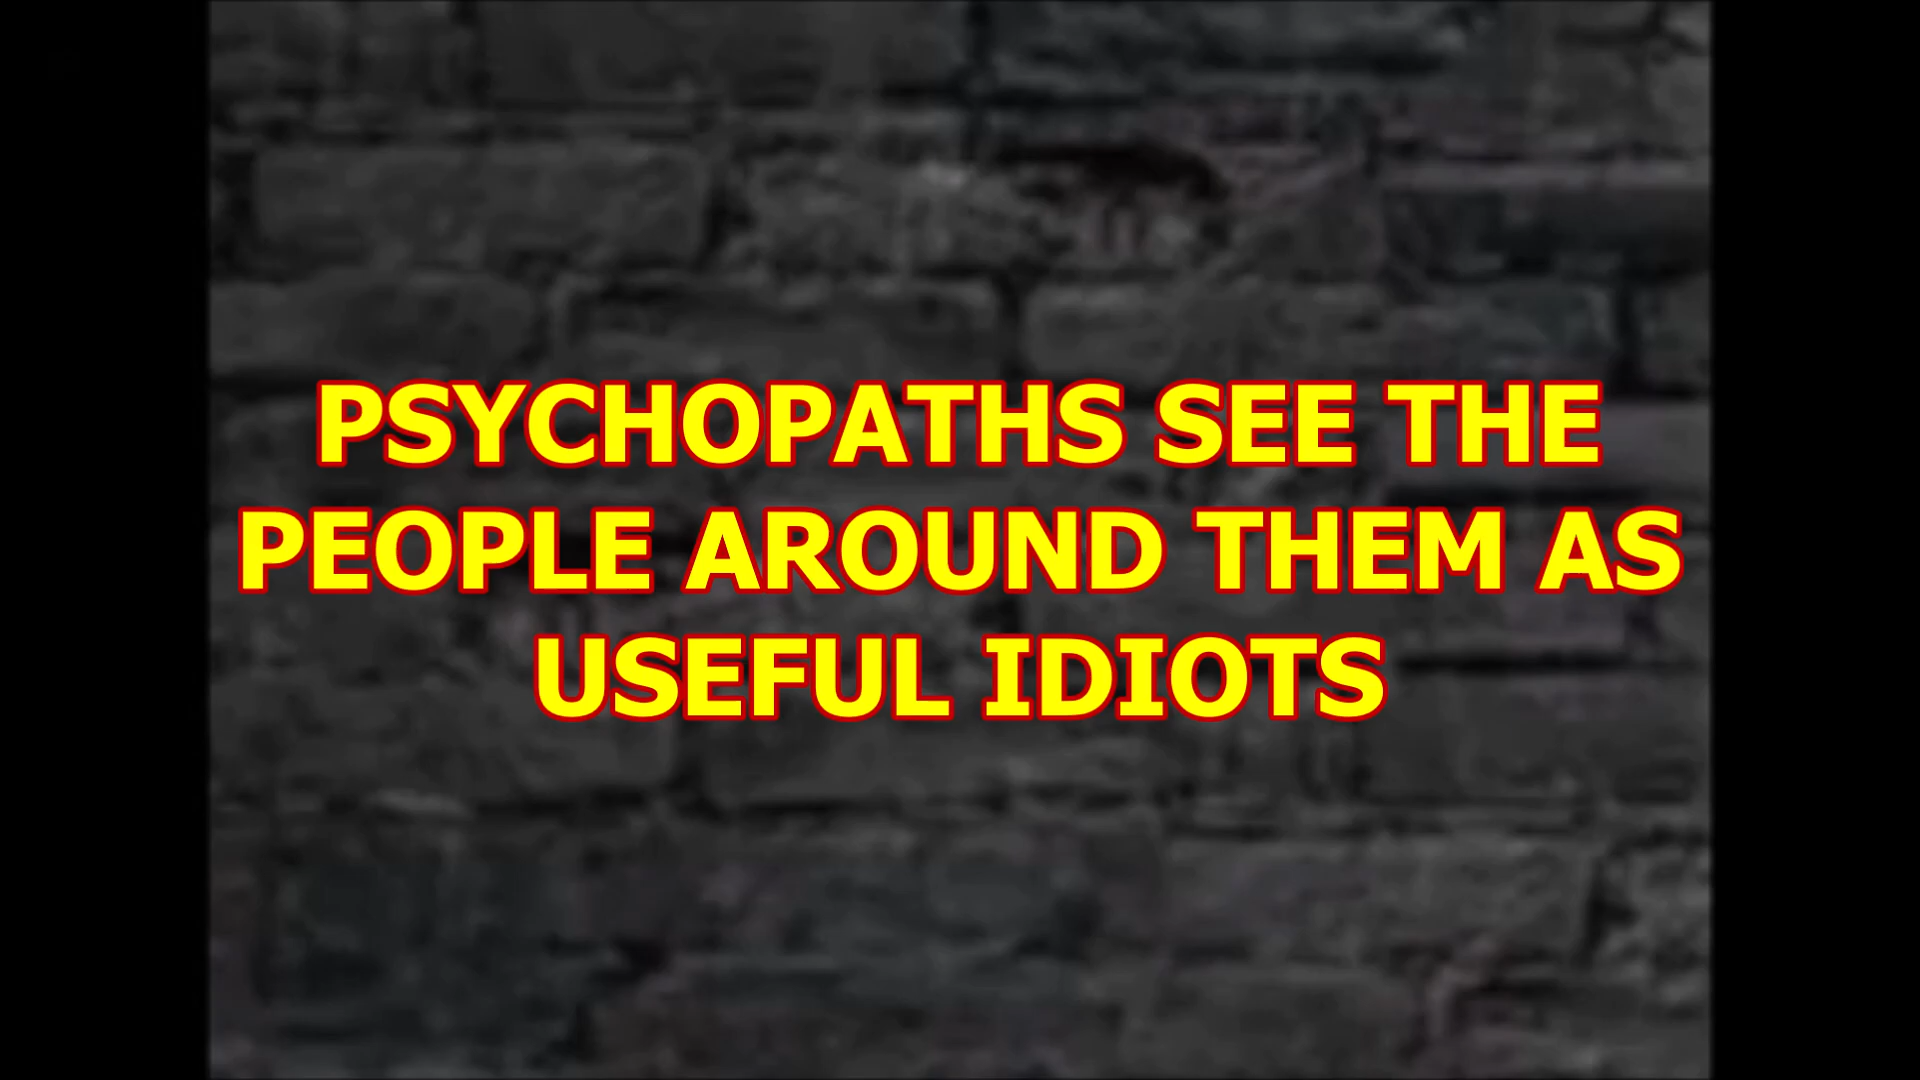 PSYCHOPATHS SEE THE
PEOPLE AROUND THEM AS
USEFUL IDIOTS